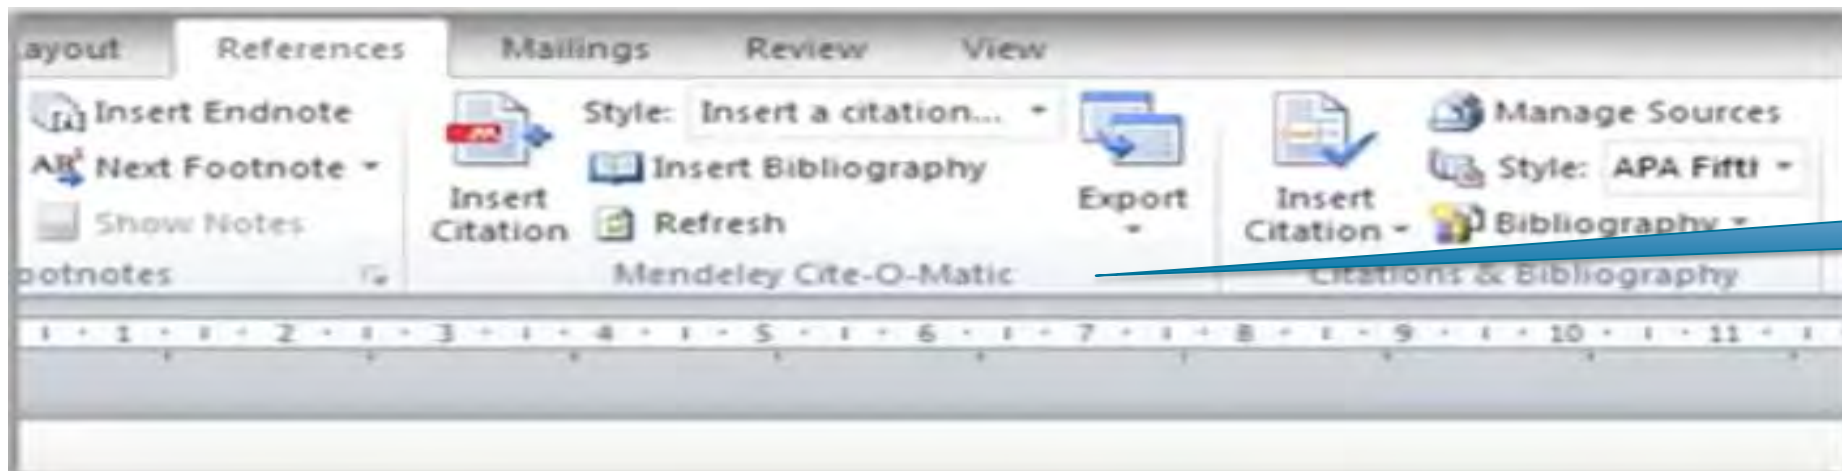 ayout References Mailings Review View
Insert Endnote
Next Footnote
Show Notes
ootnotes
Insert Citation
Style: Insert a citation...
Insert Bibliography
Refresh
Export
Mendeley Cite-O-Matic
Insert Citation
Manage Sources
Style: APA Fifth
Bibliography
Citations & Bibliography
1 2 3 4 5 6 7 8 9 10 11